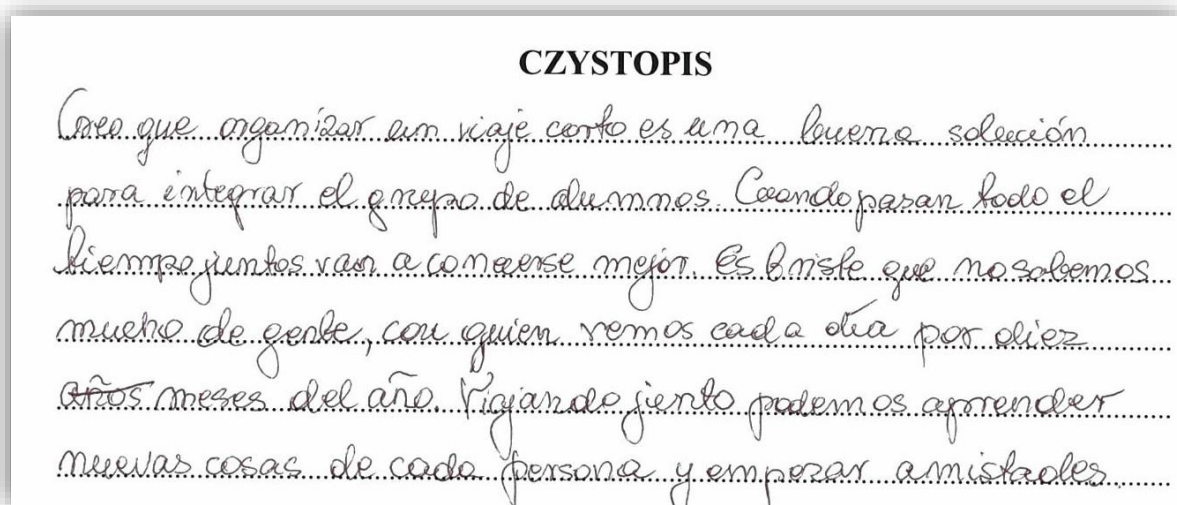 CZYSTOPIS
Creo que organizar un viaje corto es una buena solución
para integrar el grupo de alumnos. Cuando pasan todo el
tiempo juntos van a conocerse mejor. Es triste que no sabemos
mucho de gente, con quien vemos cada día por diez
años meses del año. Viajando junto podemos aprender
nuevas cosas de cada persona y empezar amistades